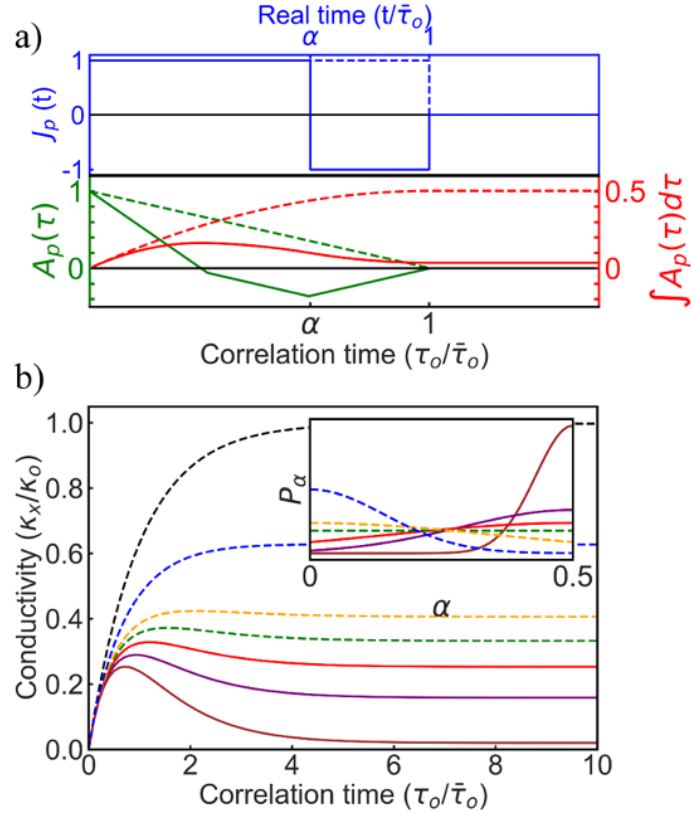 a)
Real time (t/τ̄ₒ)
α 1
1
0
-1
Jₚ (t)
1
0
Aₚ(τ)
0.5
0
∫Aₚ(τ)dτ
α 1
Correlation time (τₒ/τ̄ₒ)
b)
1.0
0.8
0.6
0.4
0.2
0.0
Conductivity (κₓ/κₒ)
P_α
0 0.5
α
0 2 4 6 8 10
Correlation time (τₒ/τ̄ₒ)